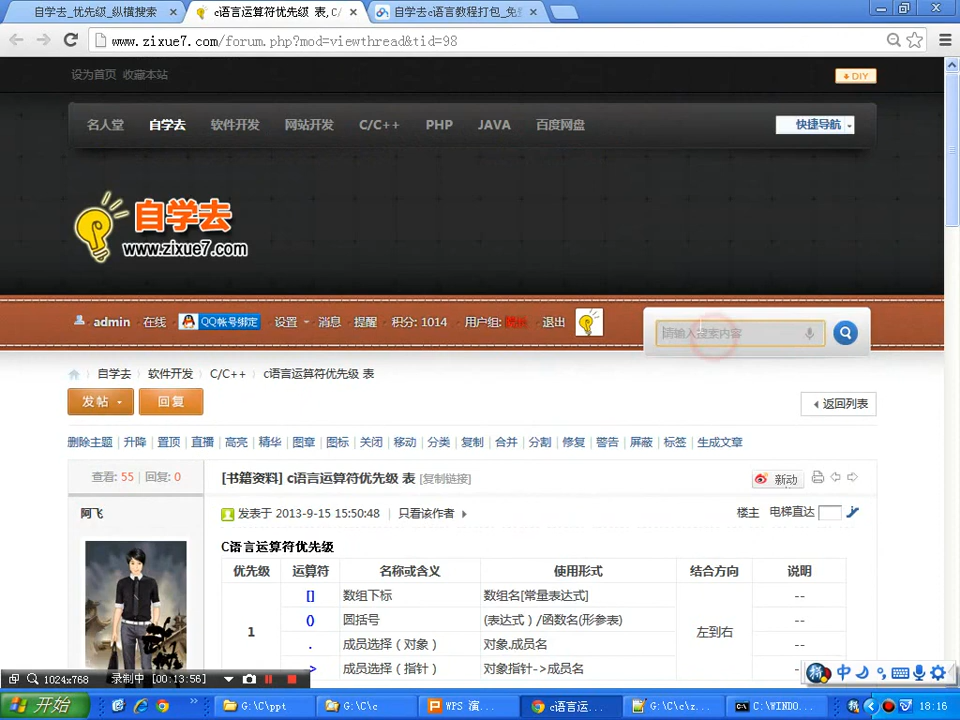 自学去_优先级_纵横搜索
c语言运算符优先级 表,C/
自学去c语言教程打包_免
www.zixue7.com/forum.php?mod=viewthread&tid=98
设为首页 收藏本站
DIY
名人堂 自学去 软件开发 网站开发 C/C++ PHP JAVA 百度网盘
快捷导航
自学去
www.zixue7.com
admin 在线 QQ帐号绑定 设置 消息 提醒 积分: 1014 用户组: 退出
请输入搜索内容
自学去 软件开发 C/C++ c语言运算符优先级 表
发帖 回复
返回列表
删除主题 升降 置顶 直播 高亮 精华 图章 图标 关闭 移动 分类 复制 合并 分割 修复 警告 屏蔽 标签 生成文章
查看: 55 | 回复: 0
[书籍资料] c语言运算符优先级 表 [复制链接]
新动
阿飞
发表于 2013-9-15 15:50:48 | 只看该作者
楼主 电梯直达
C语言运算符优先级
优先级 运算符 名称或含义 使用形式 结合方向 说明
[] 数组下标 数组名[常量表达式] --
() 圆括号 (表达式)/函数名(形参表) --
1 左到右
. 成员选择(对象) 对象.成员名 --
-> 成员选择(指针) 对象指针->成员名
1024x768 录制中 [00:13:56]
拼 中
开始
G:\C\ppt
G:\C\c
WPS 演...
c语言运...
G:\C\c\z...
C:\WINDO...
18:16